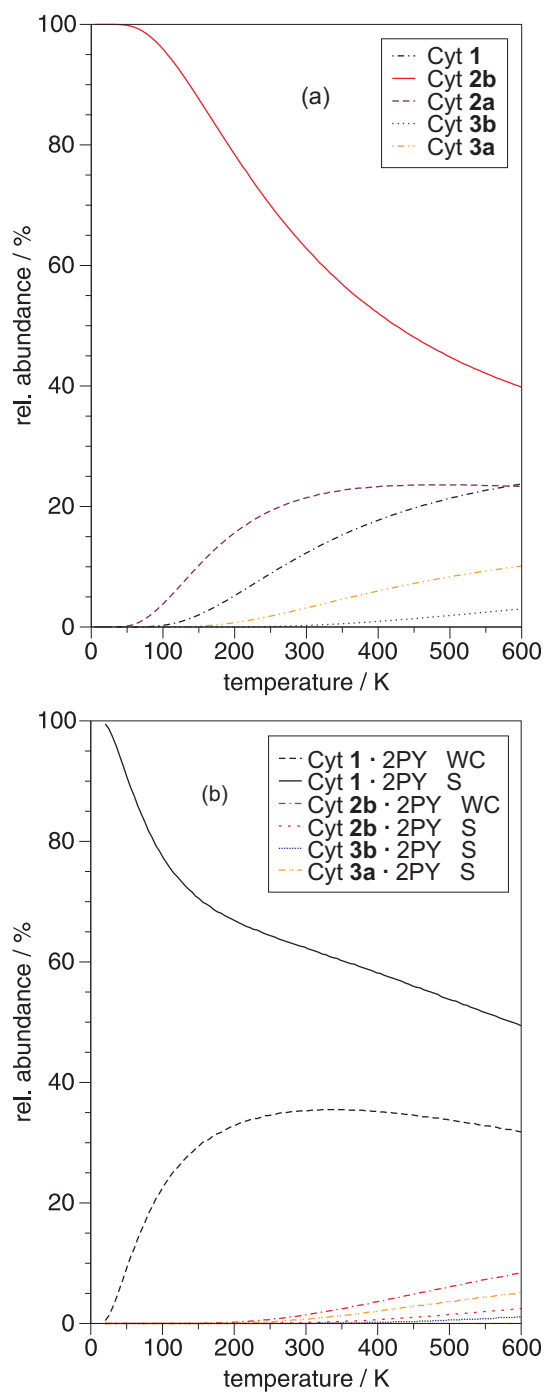 100
80
60
40
20
0
rel. abundance / %
(a)
Cyt 1
Cyt 2b
Cyt 2a
Cyt 3b
Cyt 3a
0 100 200 300 400 500 600
temperature / K
100
80
60
40
20
0
rel. abundance / %
(b)
Cyt 1 · 2PY WC
Cyt 1 · 2PY S
Cyt 2b · 2PY WC
Cyt 2b · 2PY S
Cyt 3b · 2PY S
Cyt 3a · 2PY S
0 100 200 300 400 500 600
temperature / K